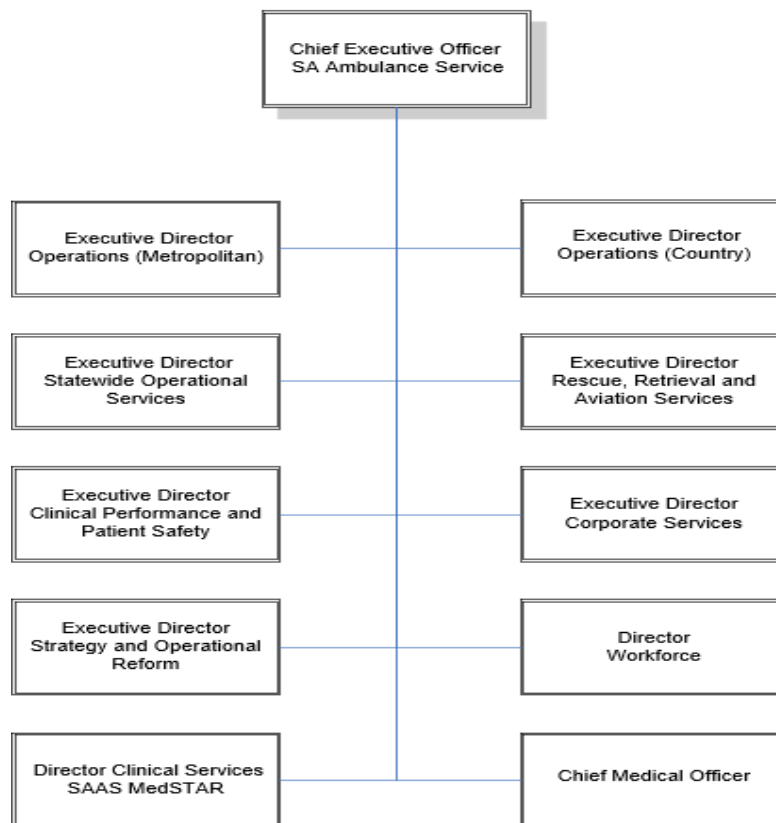 Chief Executive Officer
SA Ambulance Service
Executive Director
Operations (Metropolitan)
Executive Director
Operations (Country)
Executive Director
Statewide Operational
Services
Executive Director
Rescue, Retrieval and
Aviation Services
Executive Director
Clinical Performance and
Patient Safety
Executive Director
Corporate Services
Executive Director
Strategy and Operational
Reform
Director
Workforce
Director Clinical Services
SAAS MedSTAR
Chief Medical Officer